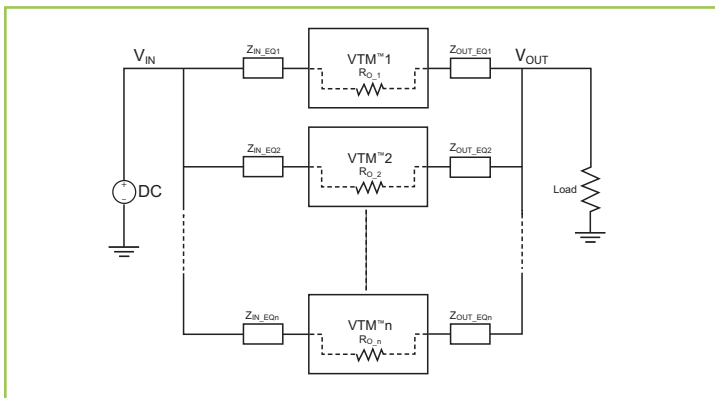 V_IN
Z_IN_EQ1
VTM™1
R_O_1
Z_OUT_EQ1
V_OUT
Z_IN_EQ2
VTM™2
R_O_2
Z_OUT_EQ2
+
−
DC
Load
Z_IN_EQn
VTM™n
R_O_n
Z_OUT_EQn